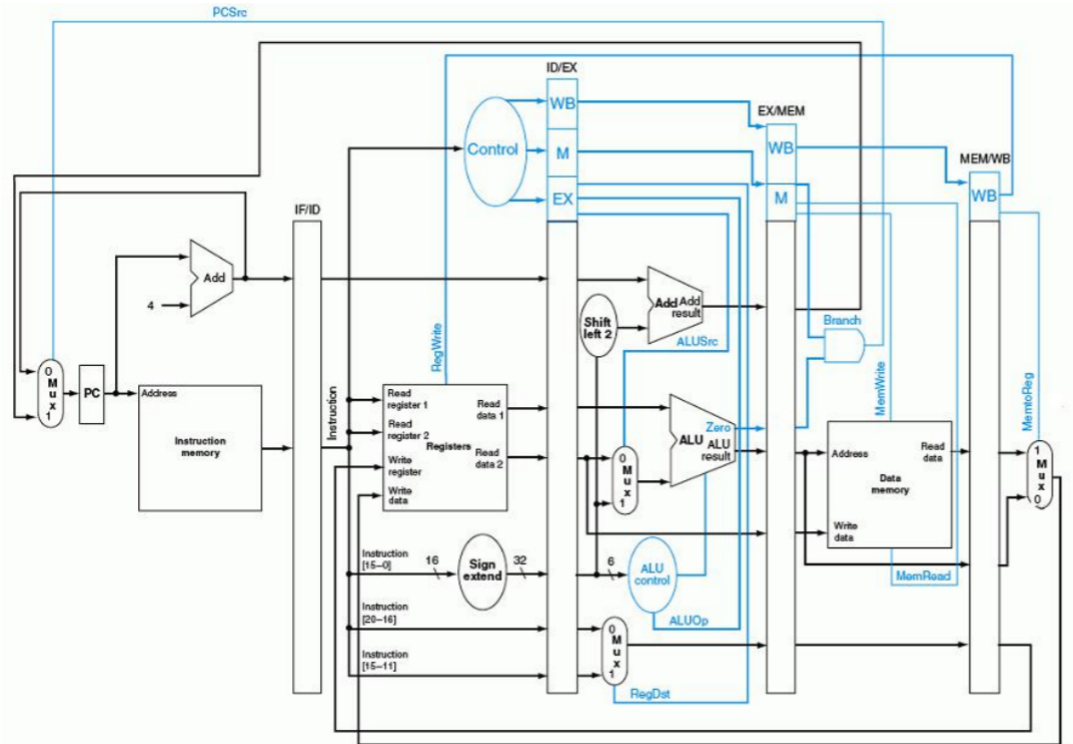 PCSrc
ID/EX
WB
EX/MEM
Control
M
WB
MEM/WB
EX
M
WB
IF/ID
Add
4
Add Add
result
Shift
left 2
Branch
ALUSrc
RegWrite
MemWrite
MemtoReg
0
M
u
x
1
PC
Address
Instruction
memory
Instruction
Read
register 1
Read
register 2
Write
register
Write
data
Registers
Read
data 1
Read
data 2
0
M
u
x
1
Zero
ALU
ALU
result
Address
Read
data
Data
memory
Write
data
1
M
u
x
0
MemRead
Instruction
[15–0]
16
Sign
extend
32
6
ALU
control
ALUOp
Instruction
[20–16]
Instruction
[15–11]
0
M
u
x
1
RegDst